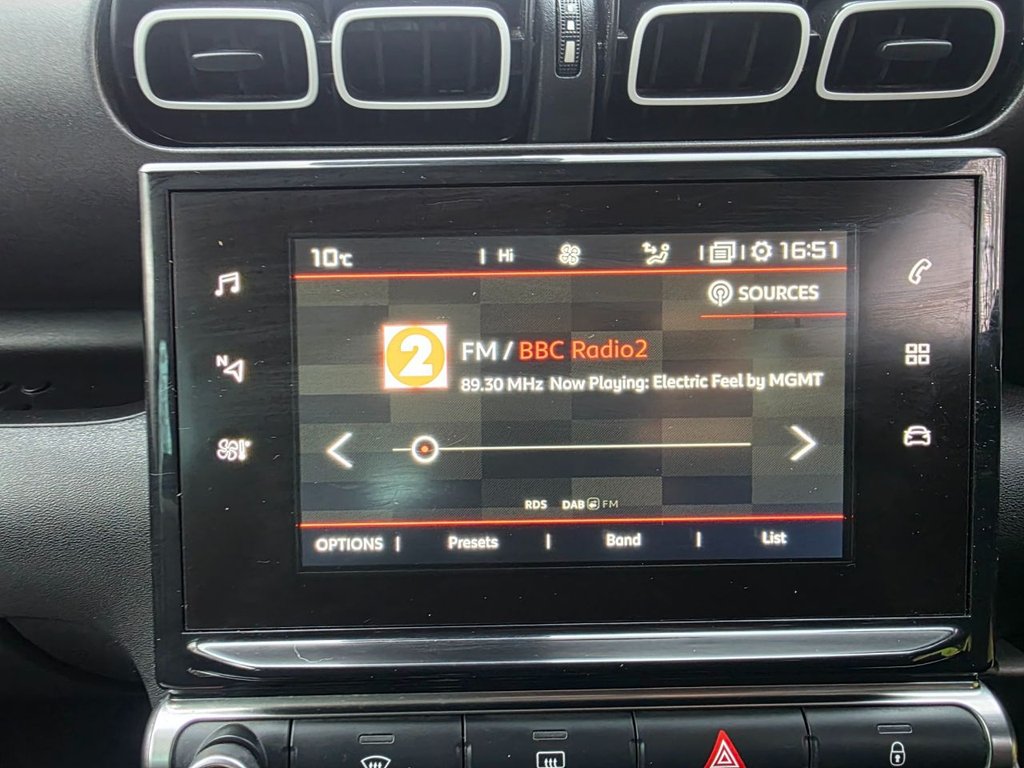 10°C Hi 16:51
SOURCES
2 FM / BBC Radio2
89.30 MHz Now Playing: Electric Feel by MGMT
RDS DAB FM
OPTIONS Presets Band List
N